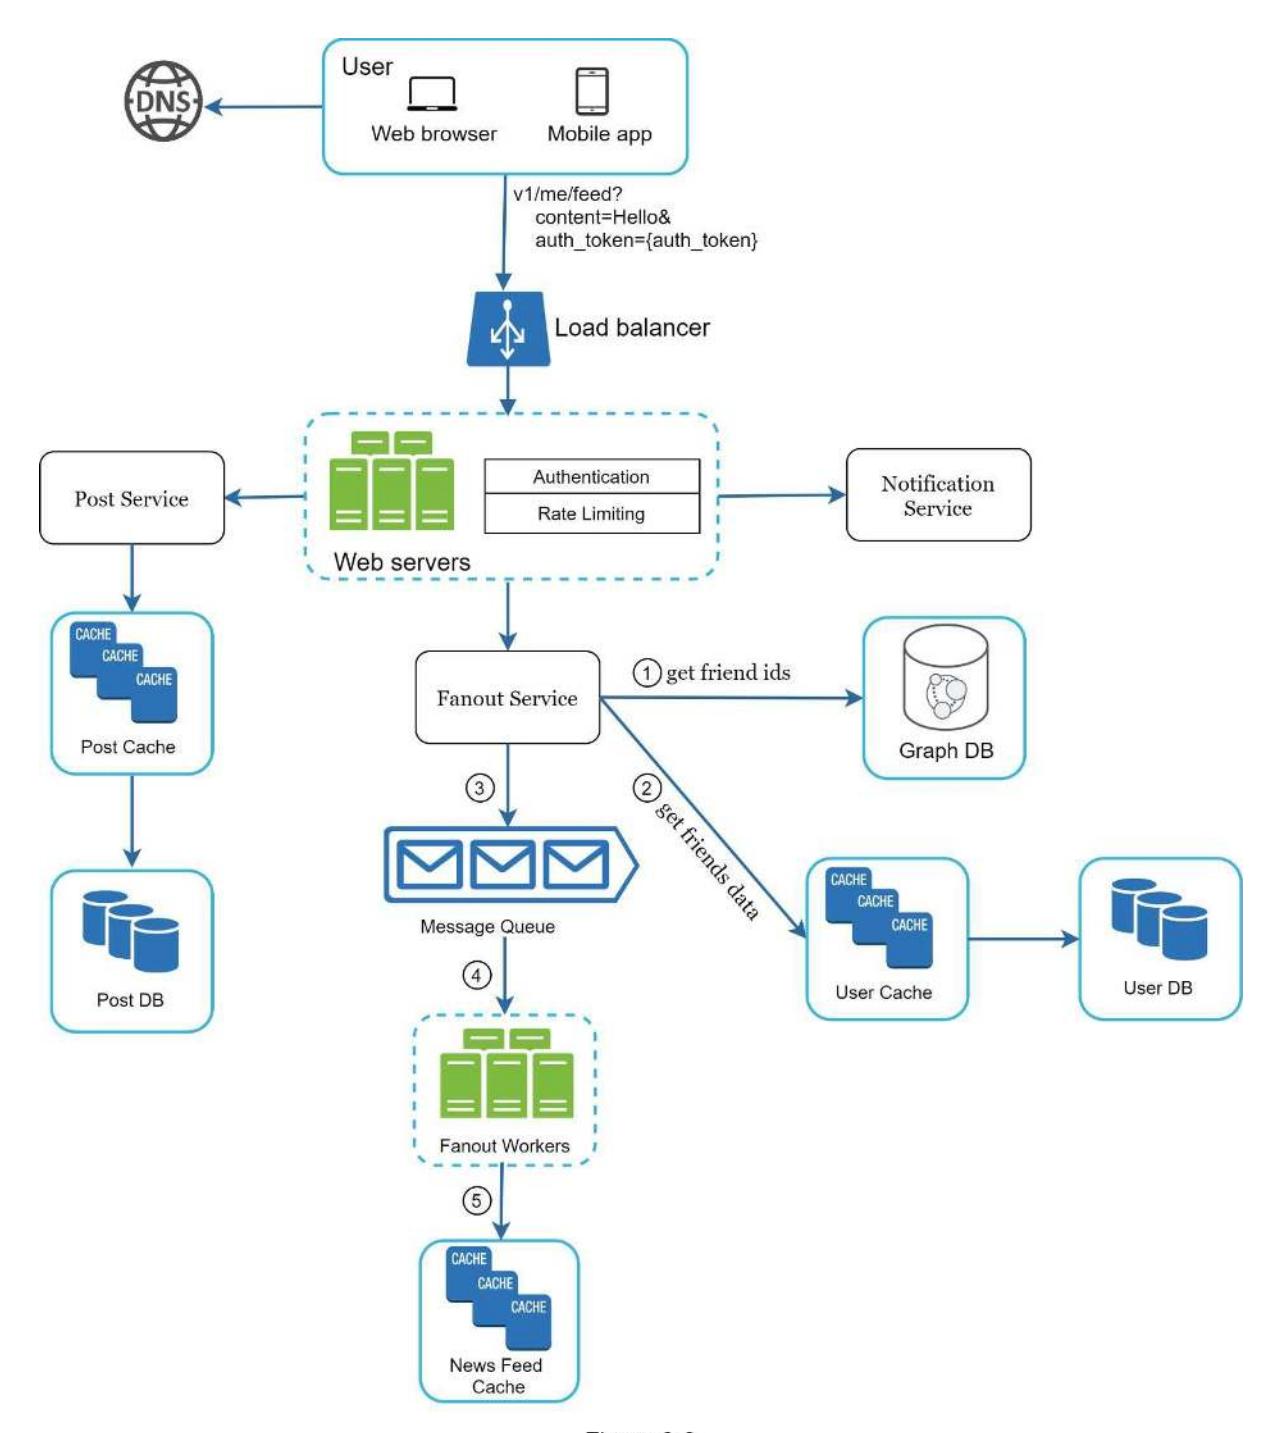 User
DNS
Web browser
Mobile app
v1/me/feed?
content=Hello&
auth_token={auth_token}
Load balancer
Authentication
Rate Limiting
Web servers
Post Service
Notification
Service
CACHE
CACHE
CACHE
Post Cache
Fanout Service
1 get friend ids
Graph DB
2 get friends data
3
Message Queue
CACHE
CACHE
CACHE
User Cache
User DB
Post DB
4
Fanout Workers
5
CACHE
CACHE
CACHE
News Feed
Cache